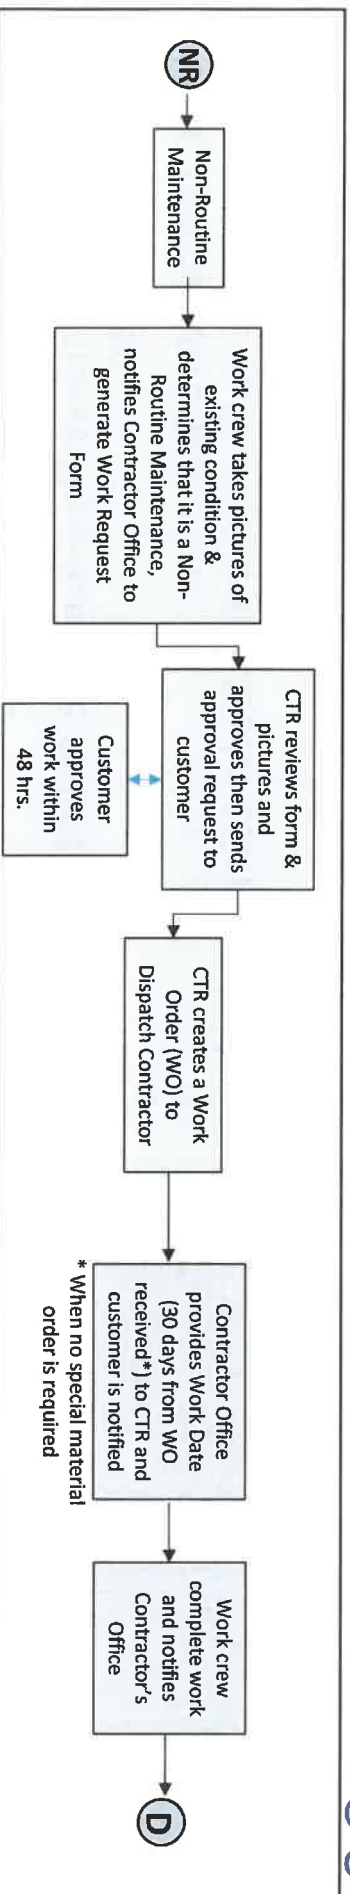 NR
Non-Routine
Maintenance
Work crew takes pictures of
existing condition &
determines that it is a Non-
Routine Maintenance,
notifies Contractor Office to
generate Work Request
Form
CTR reviews form &
pictures and
approves then sends
approval request to
customer
Customer
approves
work within
48 hrs.
CTR creates a Work
Order (WO) to
Dispatch Contractor
Contractor Office
provides Work Date
(30 days from WO
received*) to CTR and
customer is notified
* When no special material
order is required
Work crew
complete work
and notifies
Contractor's
Office
D